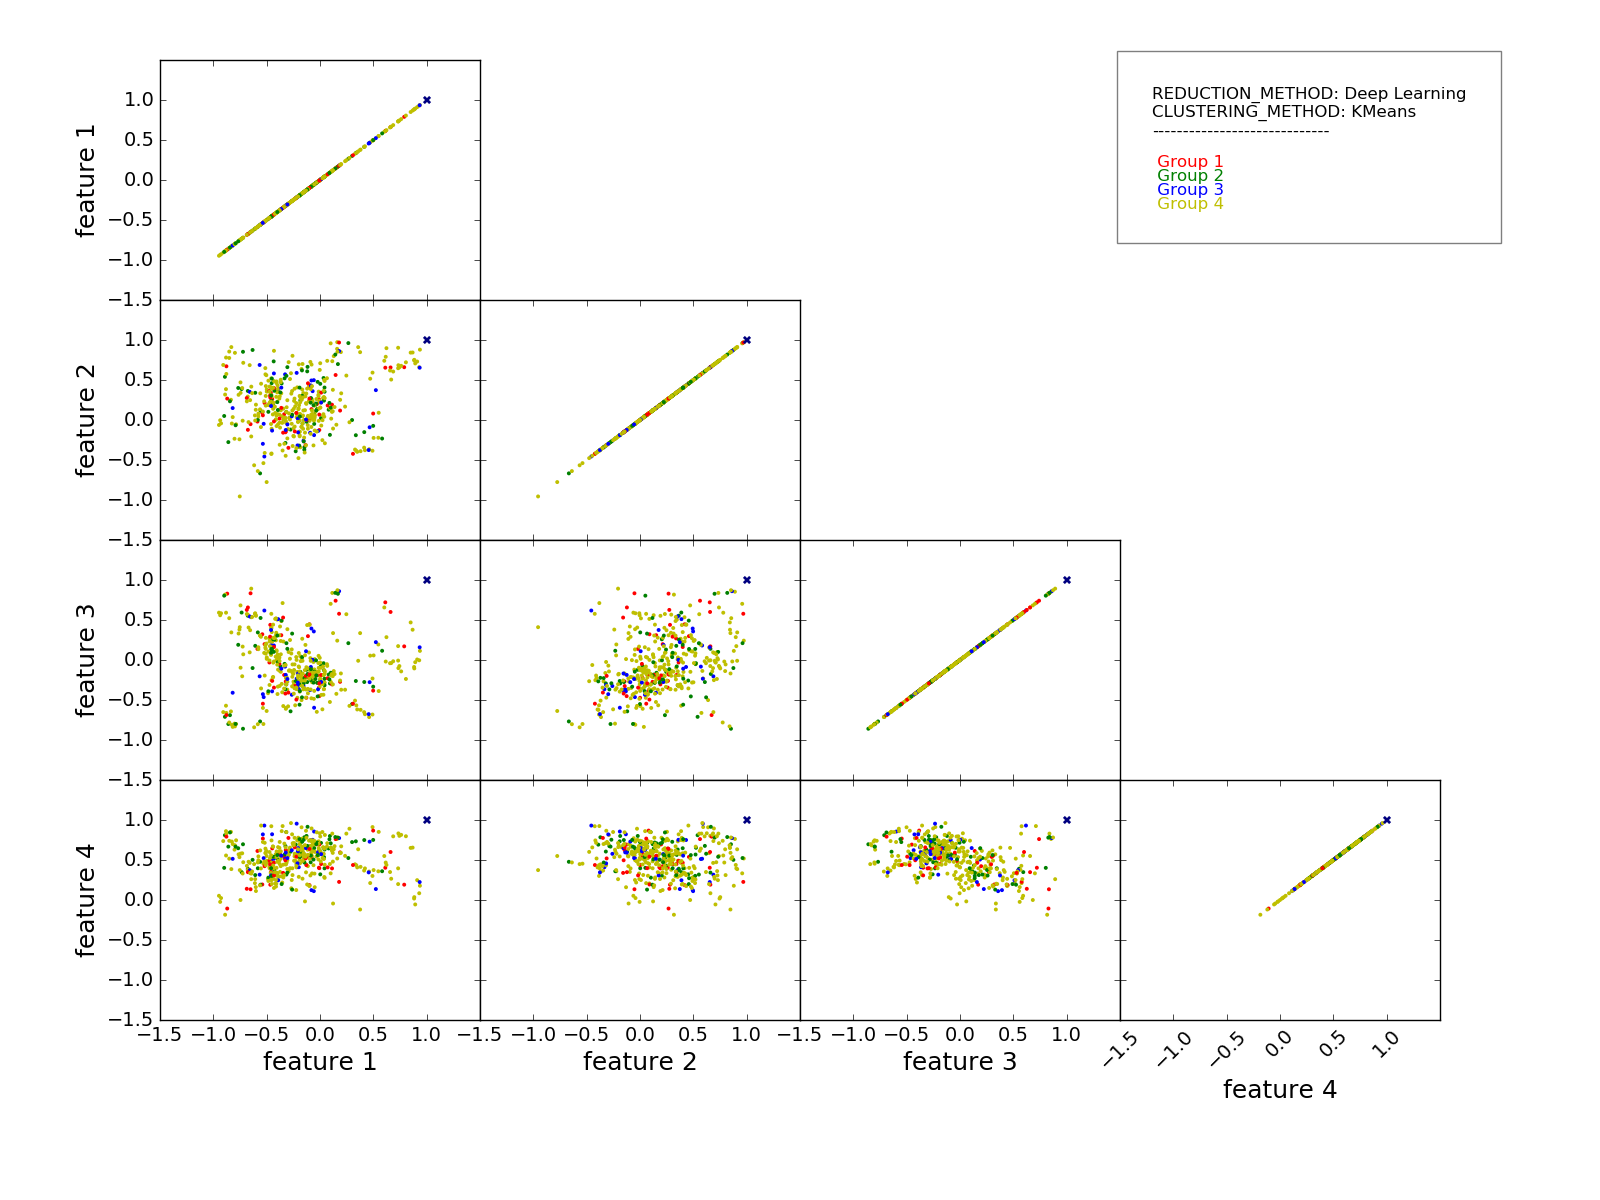 REDUCTION_METHOD: Deep Learning
CLUSTERING_METHOD: KMeans
------------------------------
Group 1
Group 2
Group 3
Group 4
feature 1
1.0
0.5
0.0
−0.5
−1.0
−1.5
feature 2
1.0
0.5
0.0
−0.5
−1.0
−1.5
feature 3
1.0
0.5
0.0
−0.5
−1.0
−1.5
feature 4
1.0
0.5
0.0
−0.5
−1.0
−1.5
−1.5 −1.0 −0.5 0.0 0.5 1.0
feature 1
−1.5 −1.0 −0.5 0.0 0.5 1.0
feature 2
−1.5 −1.0 −0.5 0.0 0.5 1.0
feature 3
−1.5 −1.0 −0.5 0.0 0.5 1.0
feature 4